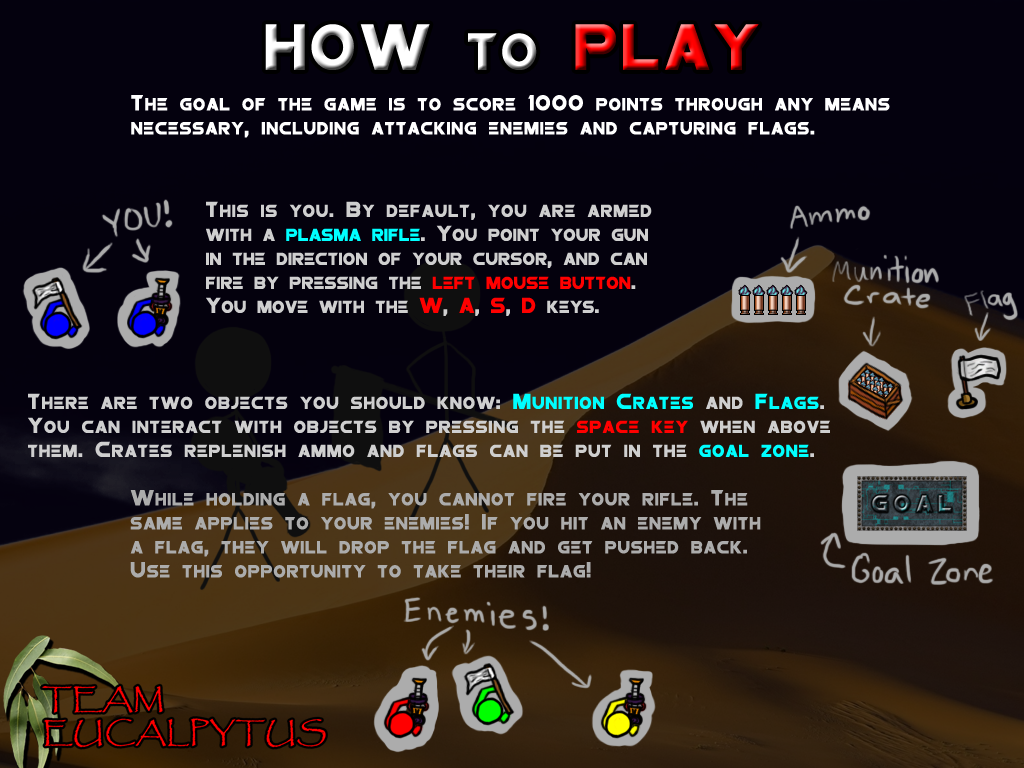 HOW TO PLAY
THE GOAL OF THE GAME IS TO SCORE 1000 POINTS THROUGH ANY MEANS
NECESSARY, INCLUDING ATTACKING ENEMIES AND CAPTURING FLAGS.
YOU!
THIS IS YOU. BY DEFAULT, YOU ARE ARMED
WITH A PLASMA RIFLE. YOU POINT YOUR GUN
IN THE DIRECTION OF YOUR CURSOR, AND CAN
FIRE BY PRESSING THE LEFT MOUSE BUTTON.
YOU MOVE WITH THE W, A, S, D KEYS.
Ammo
Munition
Crate
Flag
THERE ARE TWO OBJECTS YOU SHOULD KNOW: MUNITION CRATES AND FLAGS.
YOU CAN INTERACT WITH OBJECTS BY PRESSING THE SPACE KEY WHEN ABOVE
THEM. CRATES REPLENISH AMMO AND FLAGS CAN BE PUT IN THE GOAL ZONE.
GOAL
Goal Zone
WHILE HOLDING A FLAG, YOU CANNOT FIRE YOUR RIFLE. THE
SAME APPLIES TO YOUR ENEMIES! IF YOU HIT AN ENEMY WITH
A FLAG, THEY WILL DROP THE FLAG AND GET PUSHED BACK.
USE THIS OPPORTUNITY TO TAKE THEIR FLAG!
Enemies!
TEAM
EUCALPYTUS